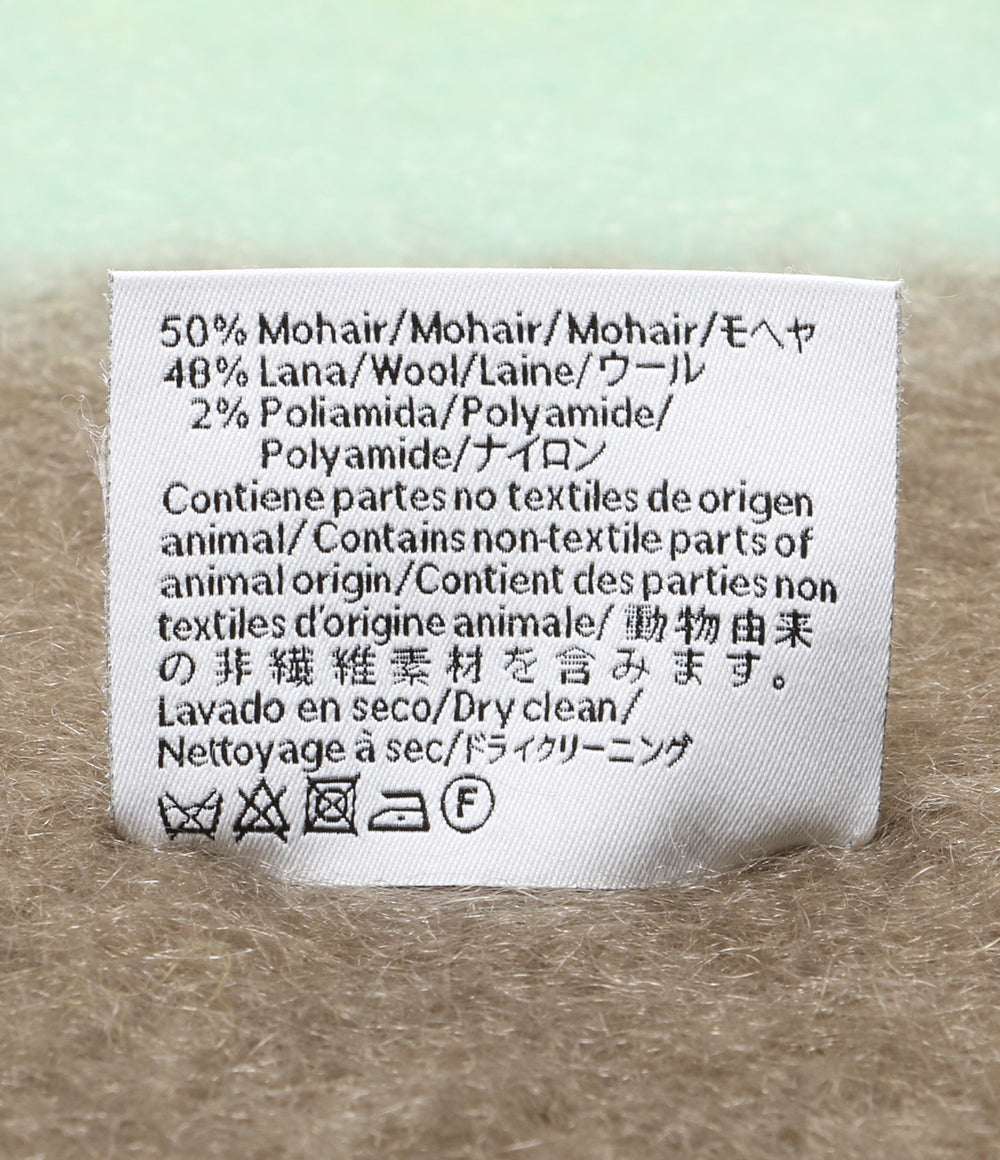 50% Mohair/Mohair/Mohair/モヘヤ
48% Lana/Wool/Laine/ウール
2% Poliamida/Polyamide/
Polyamide/ナイロン
Contiene partes no textiles de origen
animal/Contains non-textile parts of
animal origin/Contient des parties non
textiles d'origine animale/動物由来
の非繊維素材を含みます。
Lavado en seco/Dry clean/
Nettoyage à sec/ドライクリーニング
F